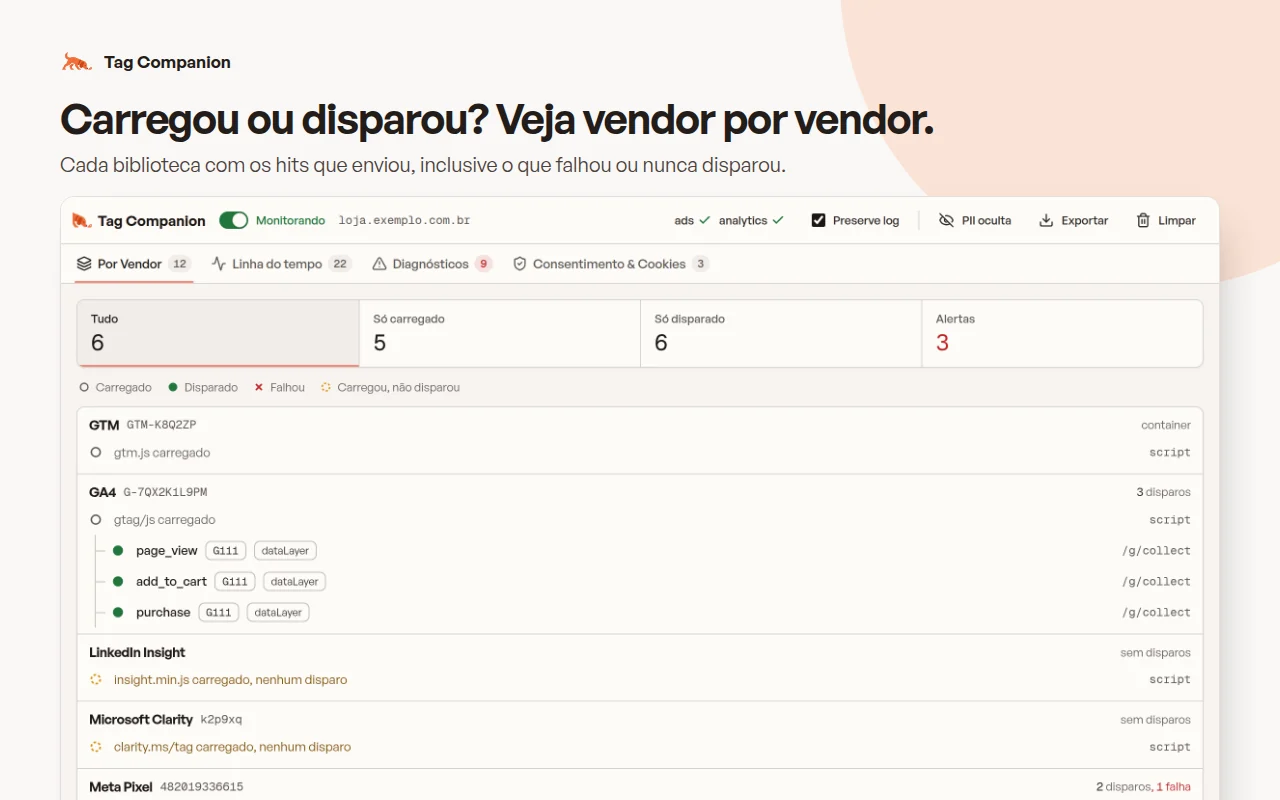 Tag Companion
Carregou ou disparou? Veja vendor por vendor.
Cada biblioteca com os hits que enviou, inclusive o que falhou ou nunca disparou.
Tag Companion Monitorando loja.exemplo.com.br ads analytics Preserve log PII oculta Exportar Limpar
Por Vendor 12 Linha do tempo 22 Diagnósticos 9 Consentimento & Cookies 3
Tudo Só carregado Só disparado Alertas
6 5 6 3
Carregado Disparado Falhou Carregou, não disparou
GTM GTM-K8Q2ZP container
gtm.js carregado script
GA4 G-7QX2K1L9PM 3 disparos
gtag/js carregado script
page_view G111 dataLayer /g/collect
add_to_cart G111 dataLayer /g/collect
purchase G111 dataLayer /g/collect
LinkedIn Insight sem disparos
insight.min.js carregado, nenhum disparo script
Microsoft Clarity k2p9xq sem disparos
clarity.ms/tag carregado, nenhum disparo script
Meta Pixel 482019336615 2 disparos, 1 falha